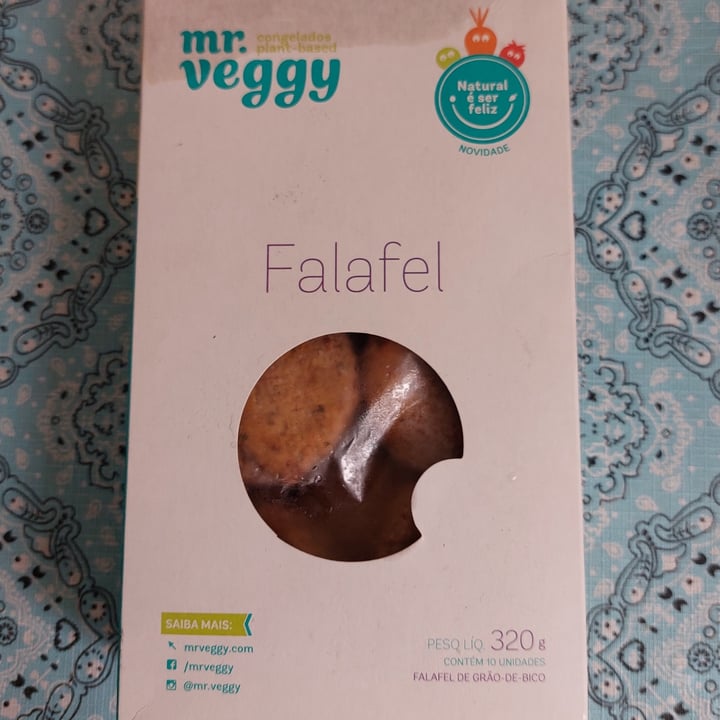 mr. veggy
congelados
plant-based
Natural
é ser
feliz
NOVIDADE
Falafel
SAIBA MAIS:
mrveggy.com
/mrveggy
@mr.veggy
PESO LÍQ. 320 g
CONTÉM 10 UNIDADES
FALAFEL DE GRÃO-DE-BICO